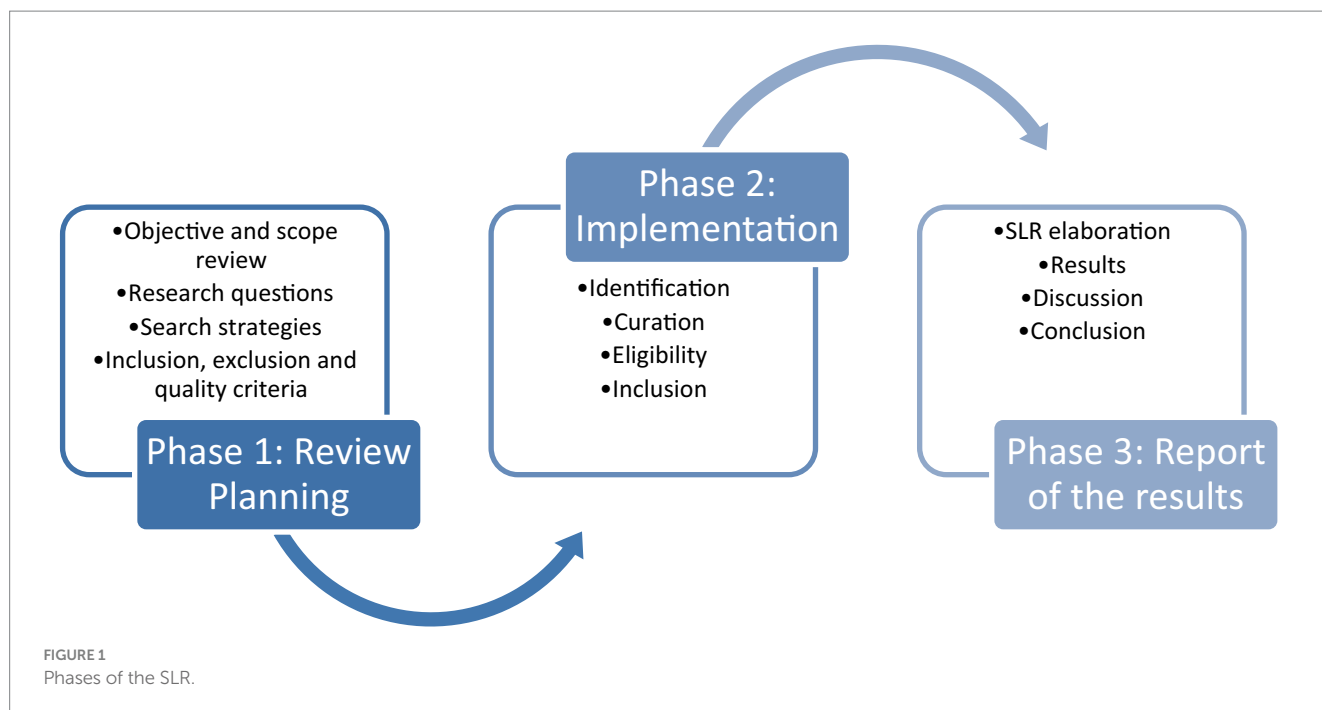 •Objective and scope
review
•Research questions
•Search strategies
•Inclusion, exclusion and
quality criteria
Phase 1: Review
Planning
Phase 2:
Implementation
•Identification
•Curation
•Eligibility
•Inclusion
•SLR elaboration
•Results
•Discussion
•Conclusion
Phase 3: Report
of the results
FIGURE 1
Phases of the SLR.